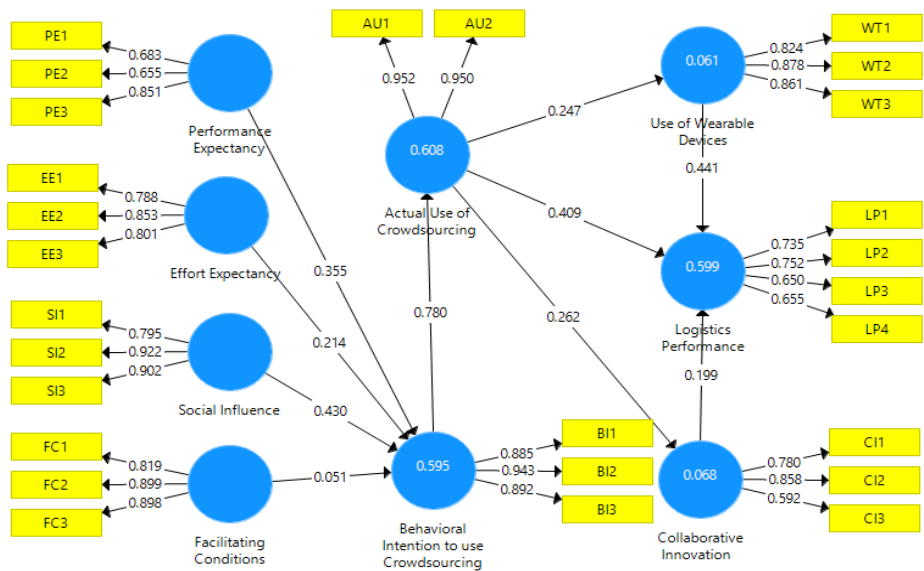 PE1
PE2
PE3
0.683
0.655
0.851
Performance
Expectancy
EE1
EE2
EE3
0.788
0.853
0.801
Effort Expectancy
SI1
SI2
SI3
0.795
0.922
0.902
Social Influence
FC1
FC2
FC3
0.819
0.899
0.898
Facilitating
Conditions
0.355
0.214
0.430
0.051
AU1
AU2
0.952
0.950
0.608
Actual Use of
Crowdsourcing
0.780
0.595
Behavioral
Intention to use
Crowdsourcing
0.885
0.943
0.892
BI1
BI2
BI3
0.247
0.409
0.262
0.061
Use of Wearable
Devices
0.824
0.878
0.861
WT1
WT2
WT3
0.441
0.599
Logistics
Performance
0.735
0.752
0.650
0.655
LP1
LP2
LP3
LP4
0.199
0.068
Collaborative
Innovation
0.780
0.858
0.592
CI1
CI2
CI3